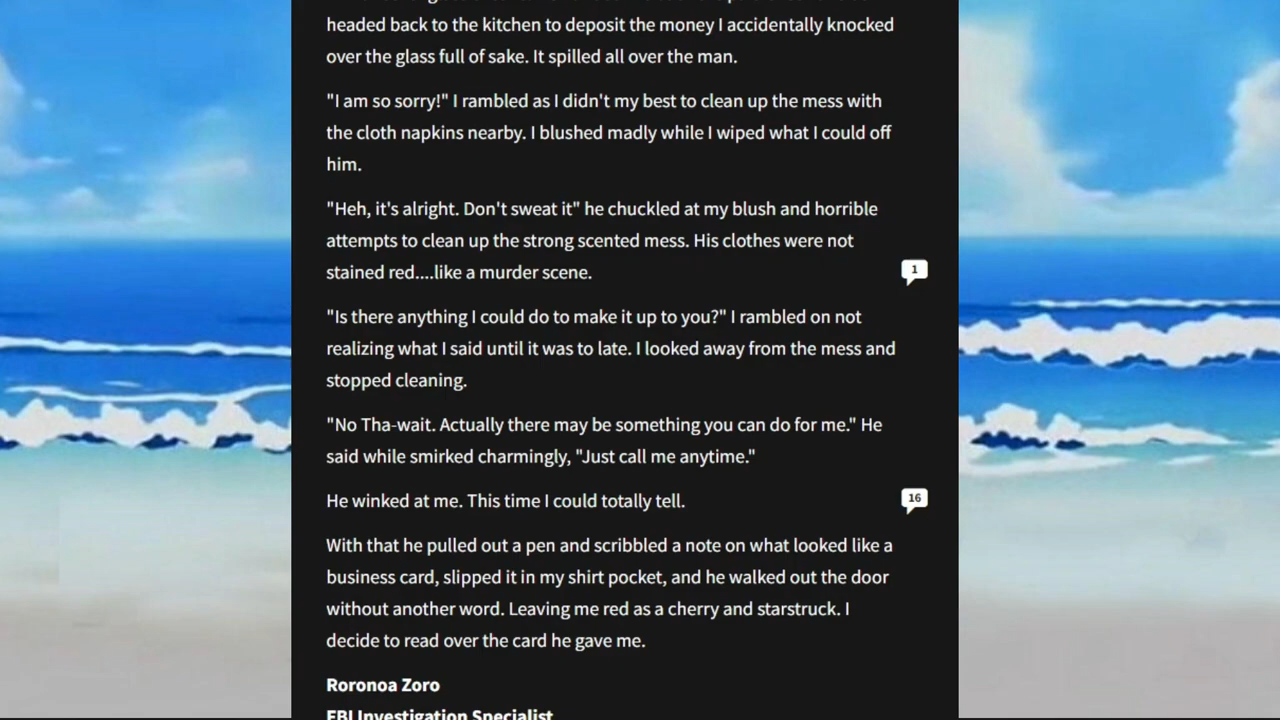 headed back to the kitchen to deposit the money I accidentally knocked
over the glass full of sake. It spilled all over the man.
"I am so sorry!" I rambled as I didn't my best to clean up the mess with
the cloth napkins nearby. I blushed madly while I wiped what I could off
him.
"Heh, it's alright. Don't sweat it" he chuckled at my blush and horrible
attempts to clean up the strong scented mess. His clothes were not
stained red....like a murder scene.
1
"Is there anything I could do to make it up to you?" I rambled on not
realizing what I said until it was to late. I looked away from the mess and
stopped cleaning.
"No Tha-wait. Actually there may be something you can do for me." He
said while smirked charmingly, "Just call me anytime."
He winked at me. This time I could totally tell.
16
With that he pulled out a pen and scribbled a note on what looked like a
business card, slipped it in my shirt pocket, and he walked out the door
without another word. Leaving me red as a cherry and starstruck. I
decide to read over the card he gave me.
Roronoa Zoro
FBI Investigation Specialist